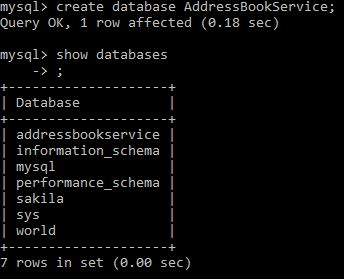 mysql> create database AddressBookService;
Query OK, 1 row affected (0.18 sec)
mysql> show databases
    -> ;
+--------------------+
| Database           |
+--------------------+
| addressbookservice |
| information_schema |
| mysql              |
| performance_schema |
| sakila             |
| sys                |
| world              |
+--------------------+
7 rows in set (0.00 sec)